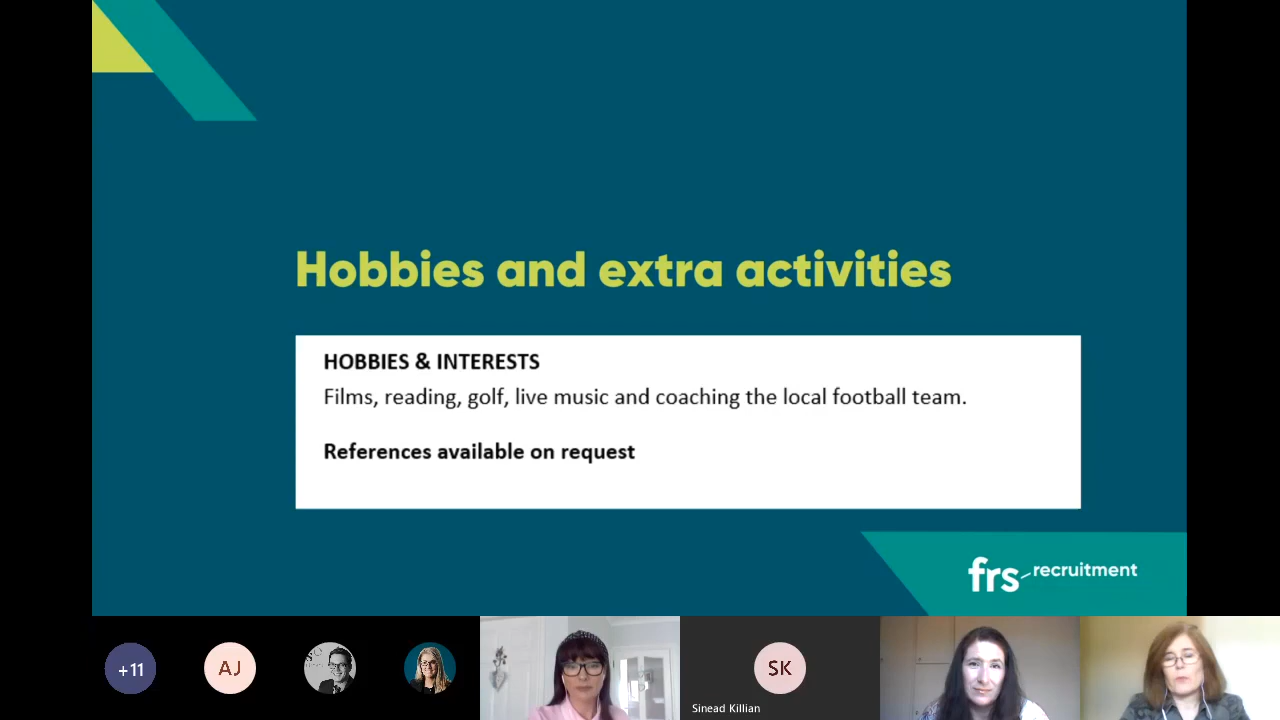 Hobbies and extra activities
HOBBIES & INTERESTS
Films, reading, golf, live music and coaching the local football team.
References available on request
frs recruitment
+11
AJ
SK
Sinead Killian